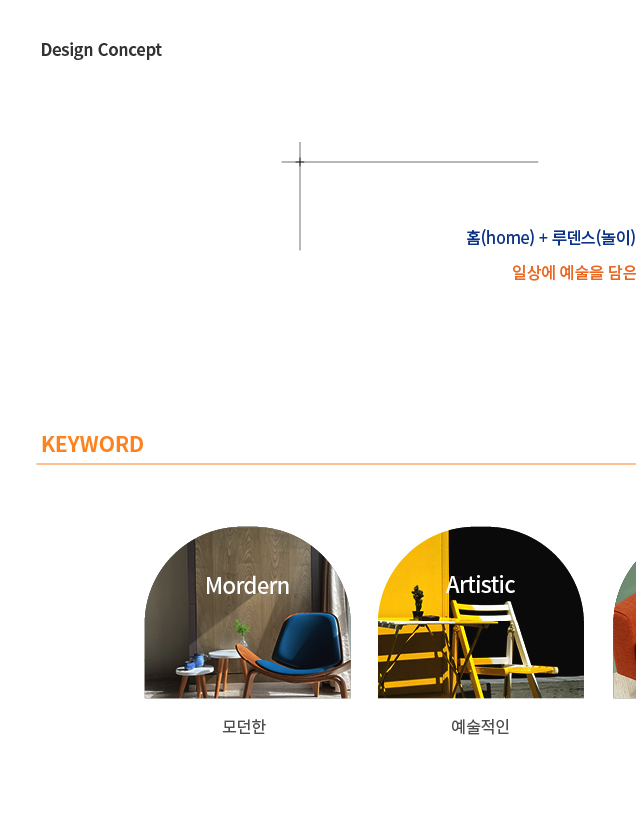 Design Concept
홈(home) + 루덴스(놀이)
일상에 예술을 담은
KEYWORD
Mordern
Artistic
모던한
예술적인